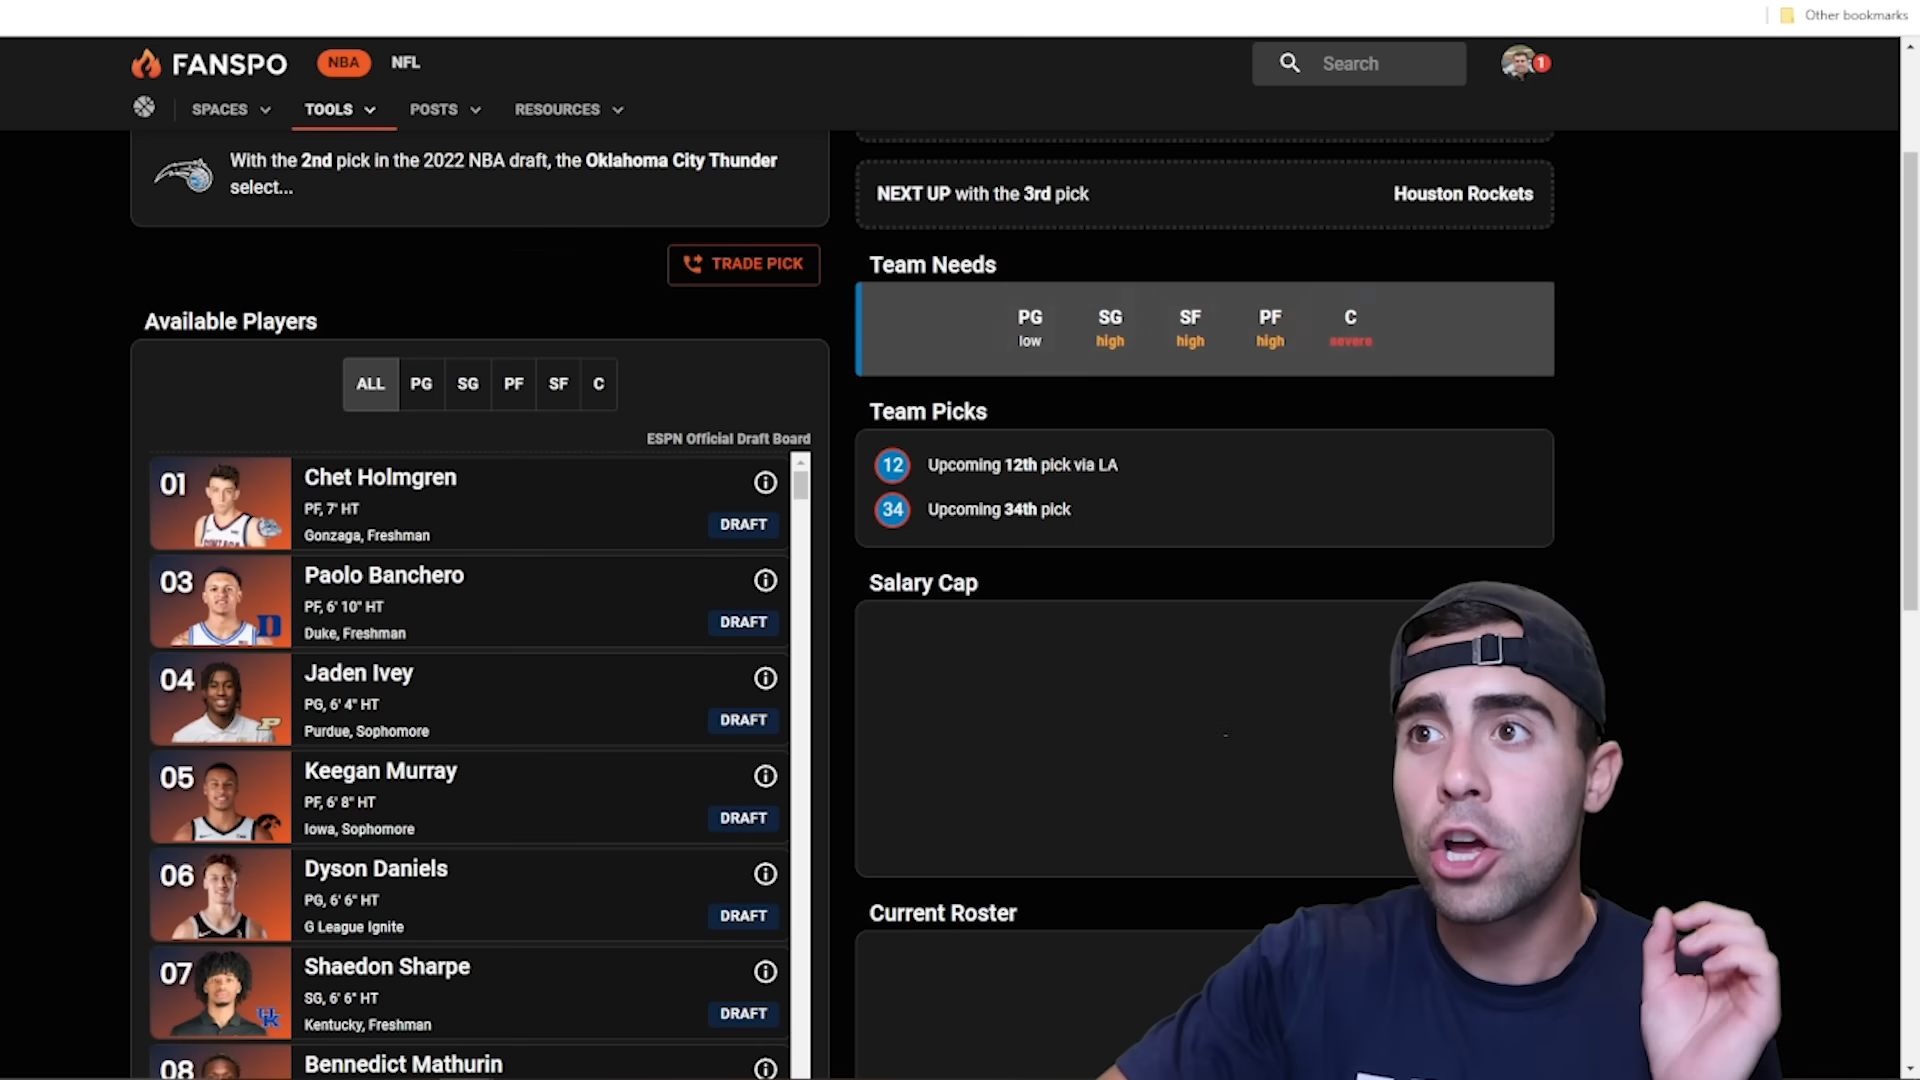 Other bookmarks
FANSPO
NBA
NFL
Search
1
SPACES
TOOLS
POSTS
RESOURCES
With the 2nd pick in the 2022 NBA draft, the Oklahoma City Thunder
select...
TRADE PICK
Available Players
ALL
PG
SG
PF
SF
C
ESPN Official Draft Board
01
Chet Holmgren
PF, 7' HT
Gonzaga, Freshman
DRAFT
03
Paolo Banchero
PF, 6' 10" HT
Duke, Freshman
DRAFT
04
Jaden Ivey
PG, 6' 4" HT
Purdue, Sophomore
DRAFT
05
Keegan Murray
PF, 6' 8" HT
Iowa, Sophomore
DRAFT
06
Dyson Daniels
PG, 6' 6" HT
G League Ignite
DRAFT
07
Shaedon Sharpe
SG, 6' 6" HT
Kentucky, Freshman
DRAFT
08
Bennedict Mathurin
NEXT UP with the 3rd pick
Houston Rockets
Team Needs
PG SG SF PF C
low high high high severe
Team Picks
12 Upcoming 12th pick via LA
34 Upcoming 34th pick
Salary Cap
-
Current Roster